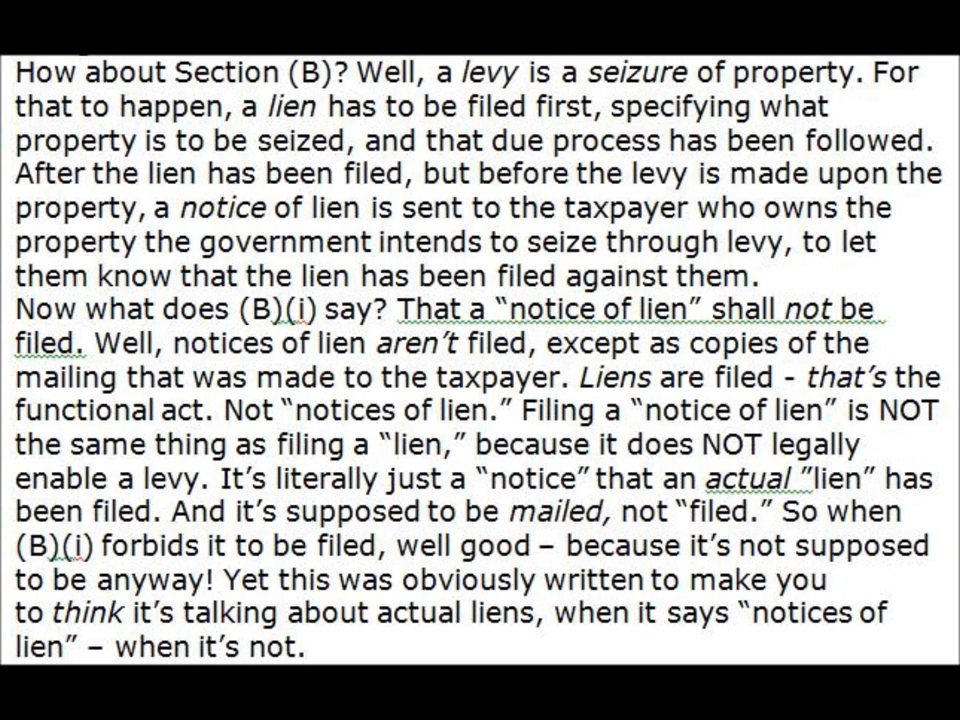 How about Section (B)? Well, a levy is a seizure of property. For
that to happen, a lien has to be filed first, specifying what
property is to be seized, and that due process has been followed.
After the lien has been filed, but before the levy is made upon the
property, a notice of lien is sent to the taxpayer who owns the
property the government intends to seize through levy, to let
them know that the lien has been filed against them.
Now what does (B)(i) say? That a “notice of lien” shall not be
filed. Well, notices of lien aren’t filed, except as copies of the
mailing that was made to the taxpayer. Liens are filed - that’s the
functional act. Not “notices of lien.” Filing a “notice of lien” is NOT
the same thing as filing a “lien,” because it does NOT legally
enable a levy. It’s literally just a “notice” that an actual ”lien” has
been filed. And it’s supposed to be mailed, not “filed.” So when
(B)(i) forbids it to be filed, well good – because it’s not supposed
to be anyway! Yet this was obviously written to make you
to think it’s talking about actual liens, when it says “notices of
lien” – when it’s not.